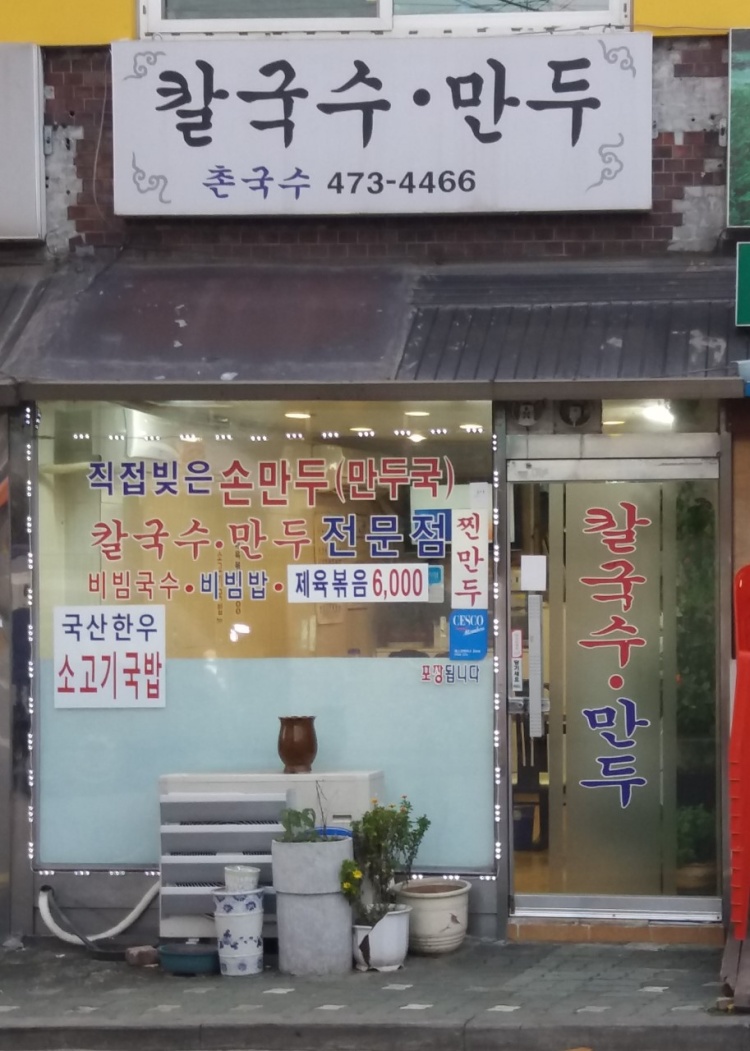 칼국수·만두
촌국수 473-4466
직접빚은 손만두(만두국)
칼국수·만두 전문점
비빔국수·비빔밥·제육볶음 6,000
찐만두
국산한우
소고기국밥
CESCO
포장됩니다
칼국수·만두